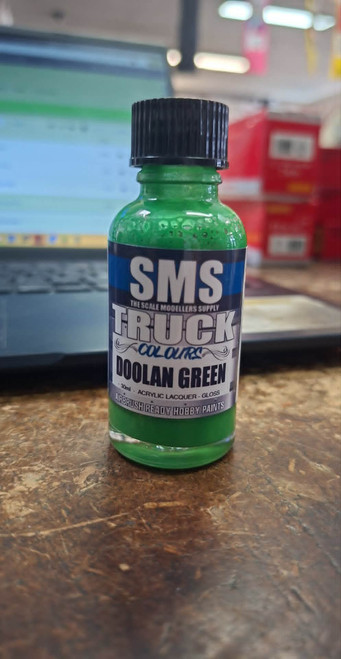 SMS
THE SCALE MODELLERS SUPPLY
TRUCK
COLOURS
DOOLAN GREEN
30ml - ACRYLIC LACQUER - GLOSS
AIRBRUSH READY HOBBY PAINTS